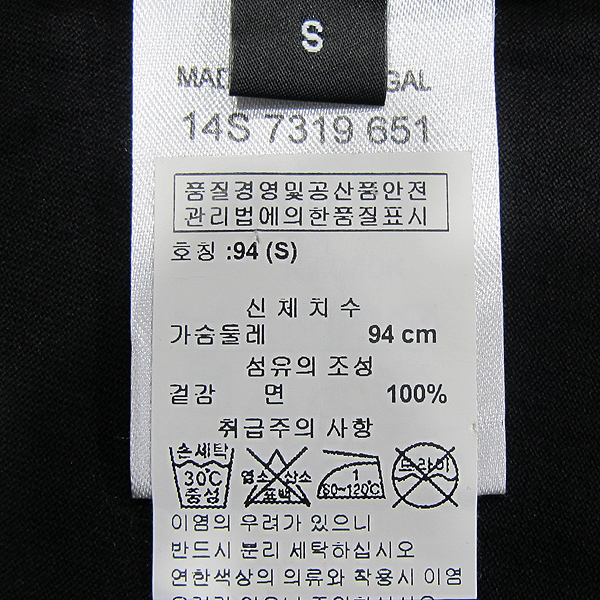 S
MAD GAL
14S 7319 651
품질경영및공산품안전
관리법에의한품질표시
호칭 :94 (S)
신 체 치 수
가슴둘레 94 cm
섬유의 조성
겉감 면 100%
취급주의 사항
손세탁 30℃ 중성
염소 산소 표백
1 80~120℃
드라이
이염의 우려가 있으니
반드시 분리 세탁하십시오
연한색상의 의류와 착용시 이염